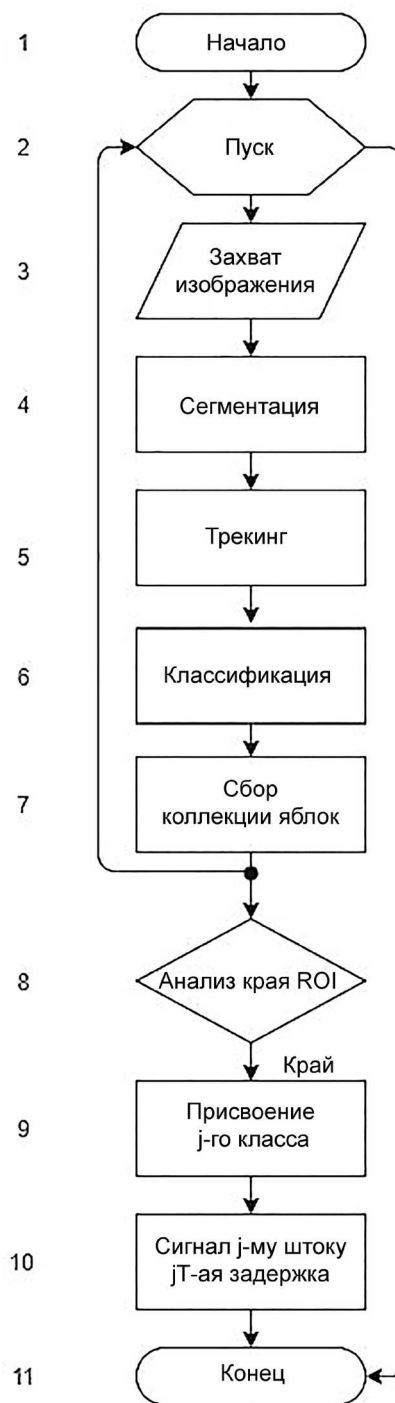 1
Начало
2
Пуск
3
Захват
изображения
4
Сегментация
5
Трекинг
6
Классификация
7
Сбор
коллекции яблок
8
Анализ края ROI
Край
9
Присвоение
j-го класса
10
Сигнал j-му штоку
jT-ая задержка
11
Конец